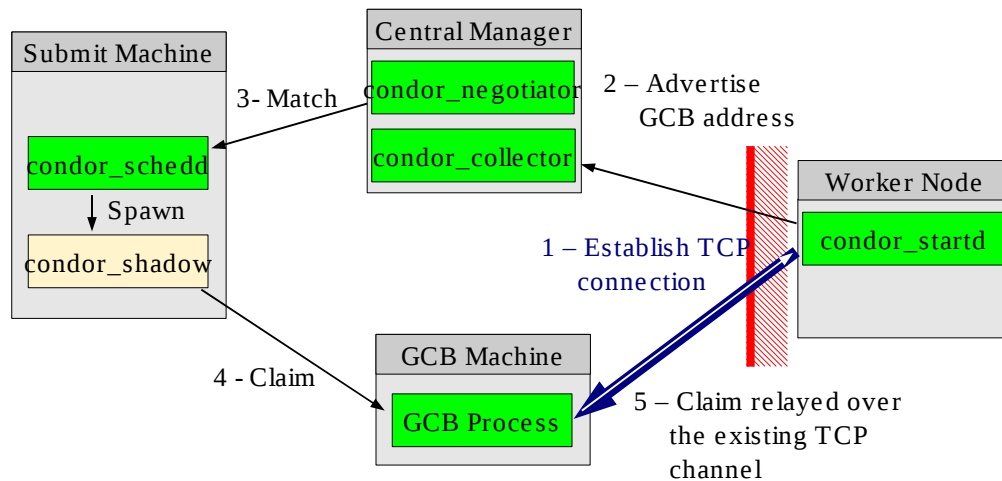 Submit Machine
condor_schedd
Spawn
condor_shadow
3- Match
Central Manager
condor_negotiator
condor_collector
2 – Advertise
GCB address
Worker Node
condor_startd
1 – Establish TCP
connection
4 - Claim
GCB Machine
GCB Process
5 – Claim relayed over
the existing TCP
channel